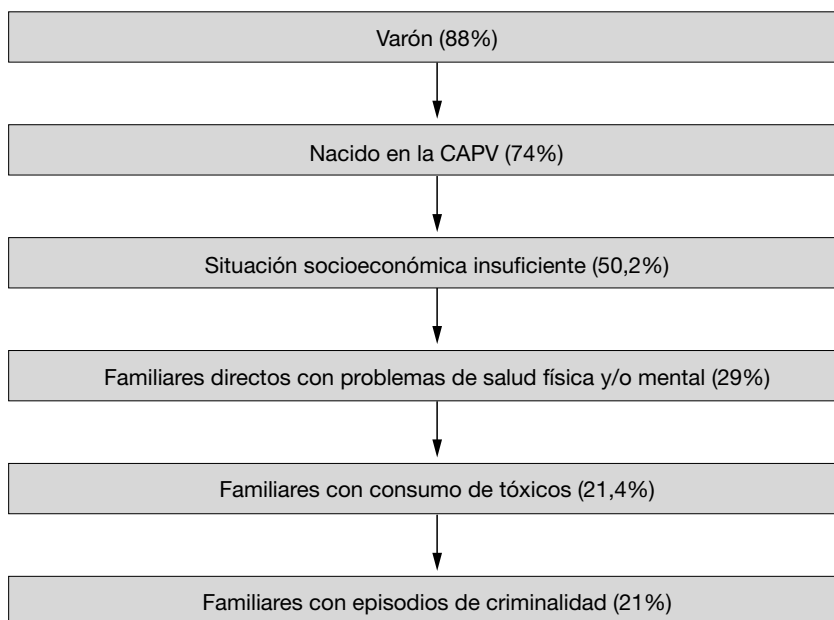 Varón (88%)
Nacido en la CAPV (74%)
Situación socioeconómica insuficiente (50,2%)
Familiares directos con problemas de salud física y/o mental (29%)
Familiares con consumo de tóxicos (21,4%)
Familiares con episodios de criminalidad (21%)